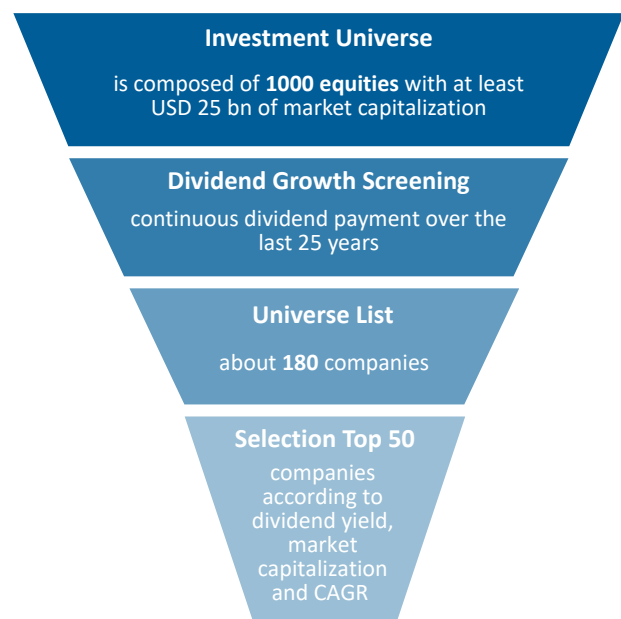 Investment Universe
is composed of 1000 equities with at least
USD 25 bn of market capitalization
Dividend Growth Screening
continuous dividend payment over the
last 25 years
Universe List
about 180 companies
Selection Top 50
companies
according to
dividend yield,
market
capitalization
and CAGR